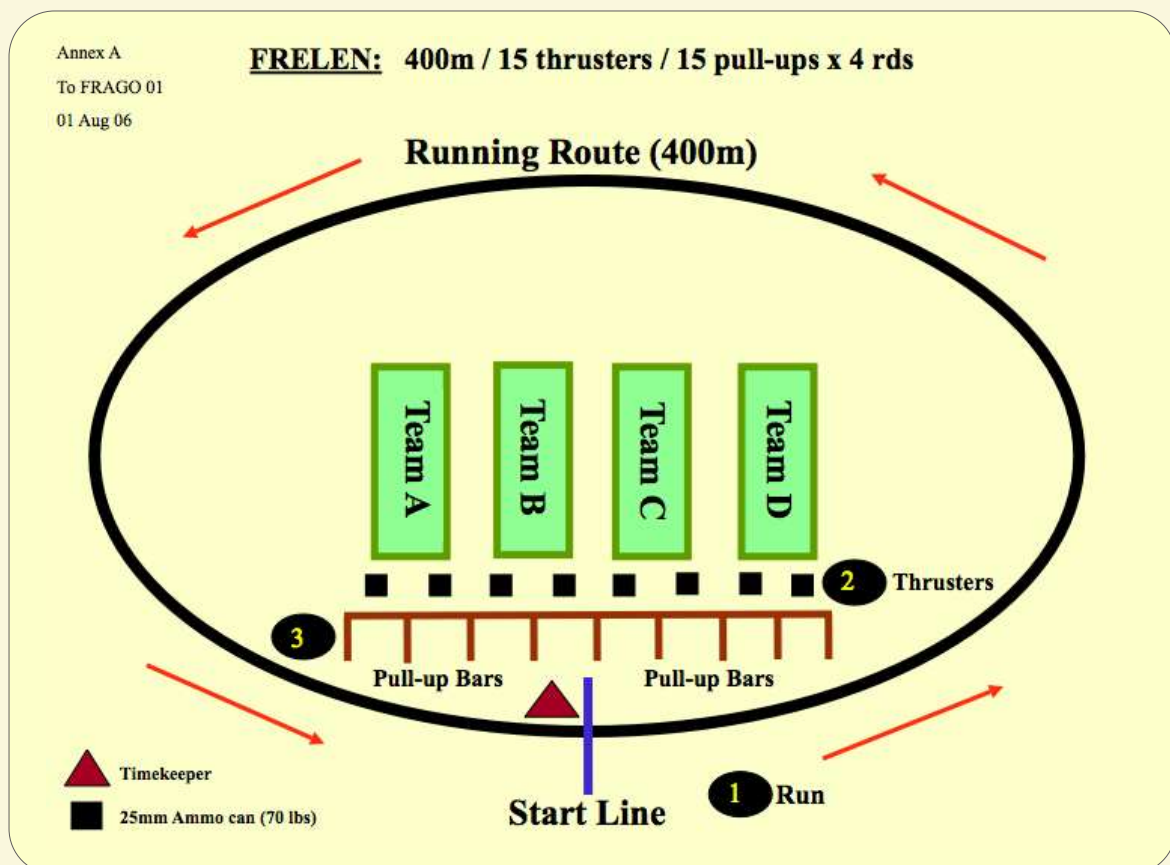 Annex A
To FRAGO 01
01 Aug 06
FRELEN: 400m / 15 thrusters / 15 pull-ups x 4 rds
Running Route (400m)
Team A
Team B
Team C
Team D
2 Thrusters
3
Pull-up Bars Pull-up Bars
Timekeeper
1 Run
25mm Ammo can (70 lbs)
Start Line